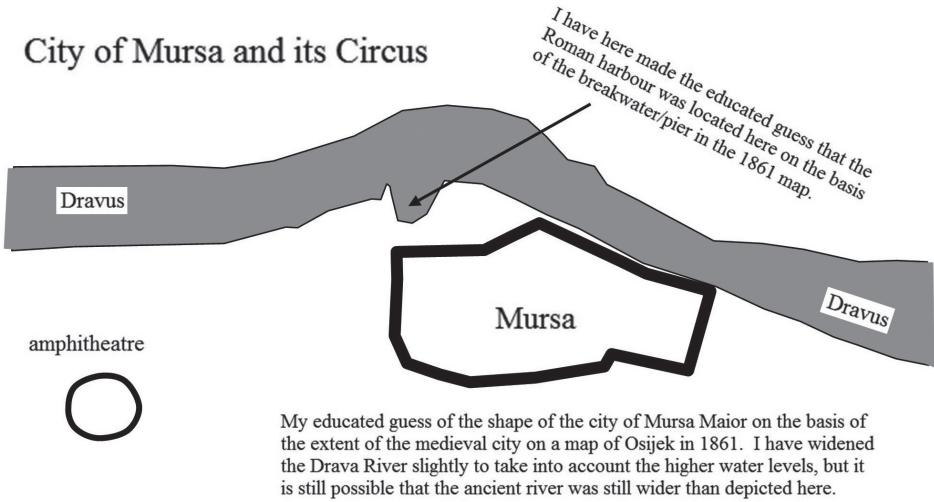 City of Mursa and its Circus
I have here made the educated guess that the
Roman harbour was located here on the basis
of the breakwater/pier in the 1861 map.
Dravus
Mursa
Dravus
amphitheatre
My educated guess of the shape of the city of Mursa Maior on the basis of
the extent of the medieval city on a map of Osijek in 1861.  I have widened
the Drava River slightly to take into account the higher water levels, but it
is still possible that the ancient river was still wider than depicted here.